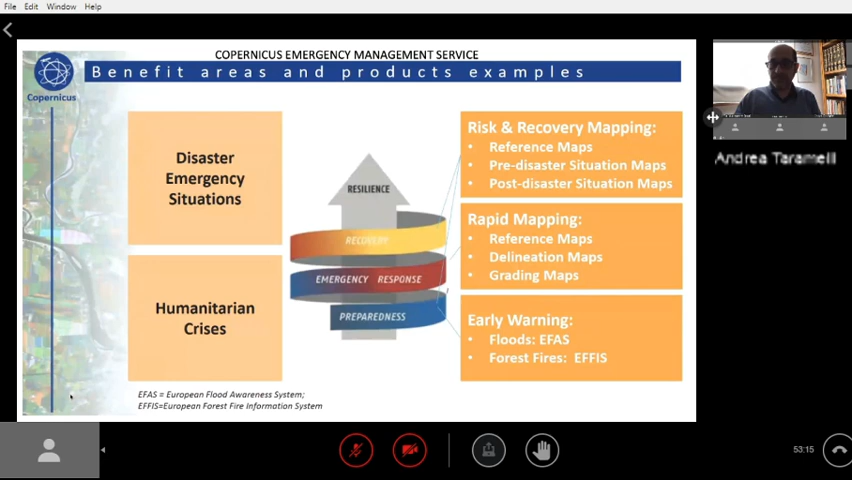 File Edit Window Help
COPERNICUS EMERGENCY MANAGEMENT SERVICE
Benefit areas and products examples
Copernicus
Disaster
Emergency
Situations
Humanitarian
Crises
RESILIENCE
RECOVERY
EMERGENCY RESPONSE
PREPAREDNESS
Risk & Recovery Mapping:
• Reference Maps
• Pre-disaster Situation Maps
• Post-disaster Situation Maps
Rapid Mapping:
• Reference Maps
• Delineation Maps
• Grading Maps
Early Warning:
• Floods: EFAS
• Forest Fires: EFFIS
EFAS = European Flood Awareness System;
EFFIS=European Forest Fire Information System
Andrea Taramelli
53:15